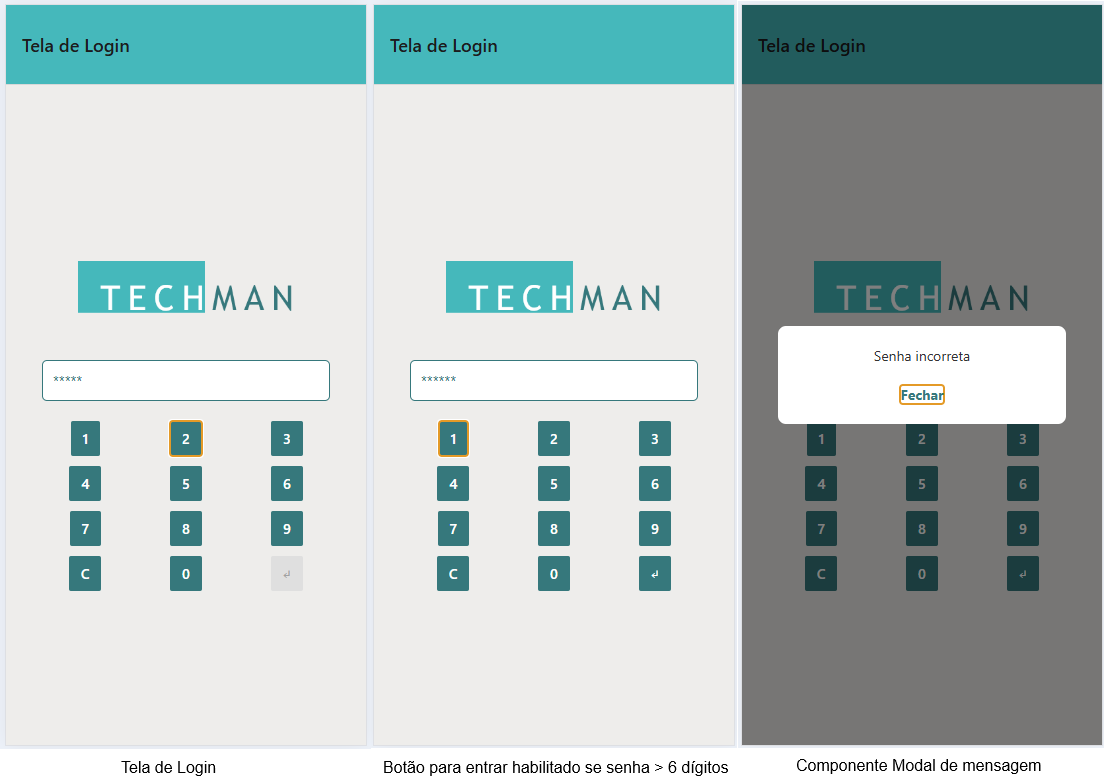 Tela de Login
TECHMAN
*****
1 2 3
4 5 6
7 8 9
C 0 ↲
Tela de Login
Tela de Login
TECHMAN
******
1 2 3
4 5 6
7 8 9
C 0 ↲
Botão para entrar habilitado se senha > 6 dígitos
Tela de Login
TECHMAN
Senha incorreta
Fechar
1 2 3
4 5 6
7 8 9
C 0 ↲
Componente Modal de mensagem